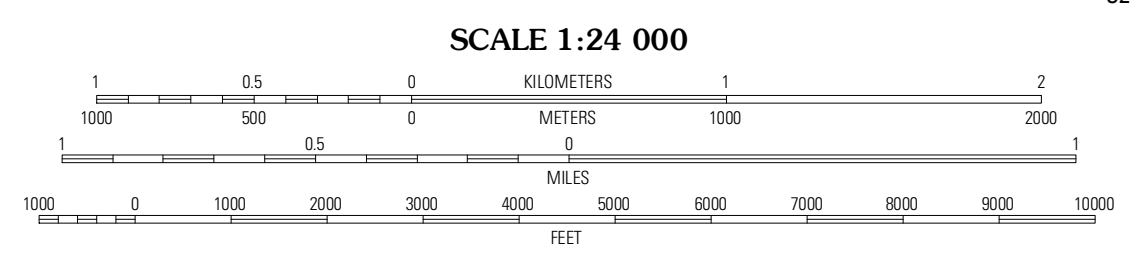 SCALE 1:24 000
1 0.5 0 KILOMETERS 1 2
1000 500 0 METERS 1000 2000
1 0.5 0 1
MILES
1000 0 1000 2000 3000 4000 5000 6000 7000 8000 9000 10000
FEET